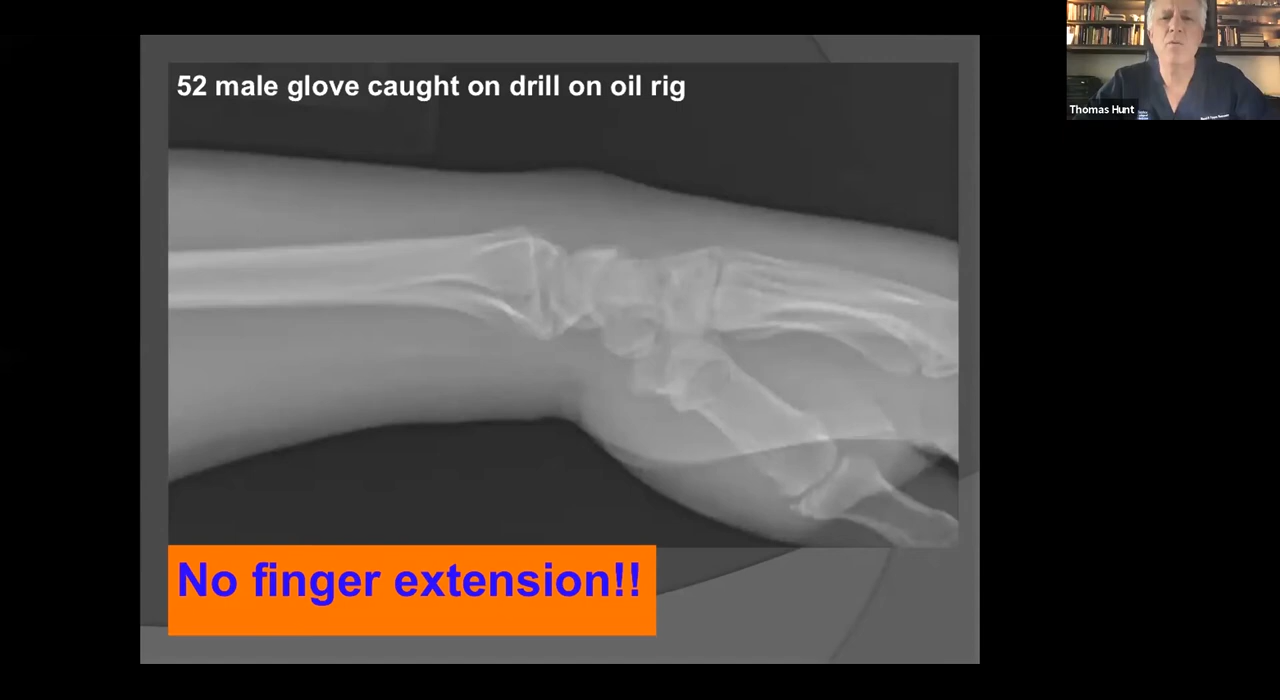 52 male glove caught on drill on oil rig
Thomas Hunt
No finger extension!!